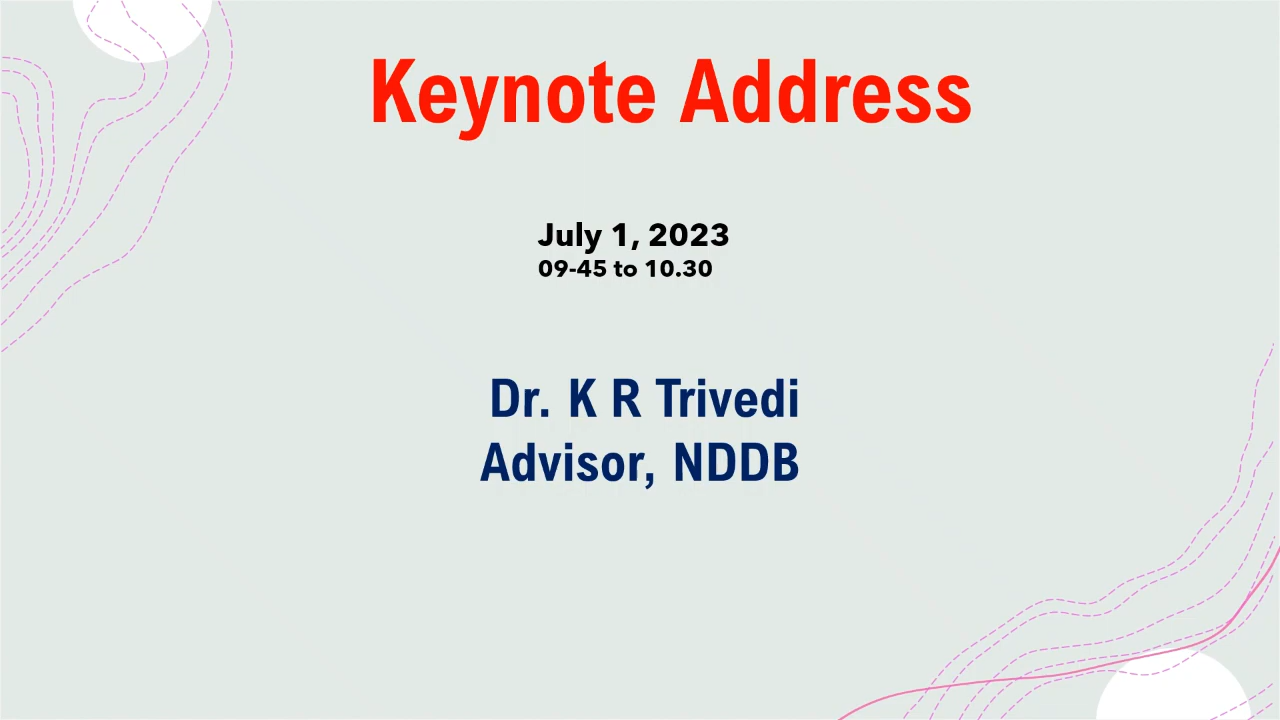 Keynote Address
July 1, 2023
09-45 to 10.30
Dr. K R Trivedi
Advisor, NDDB